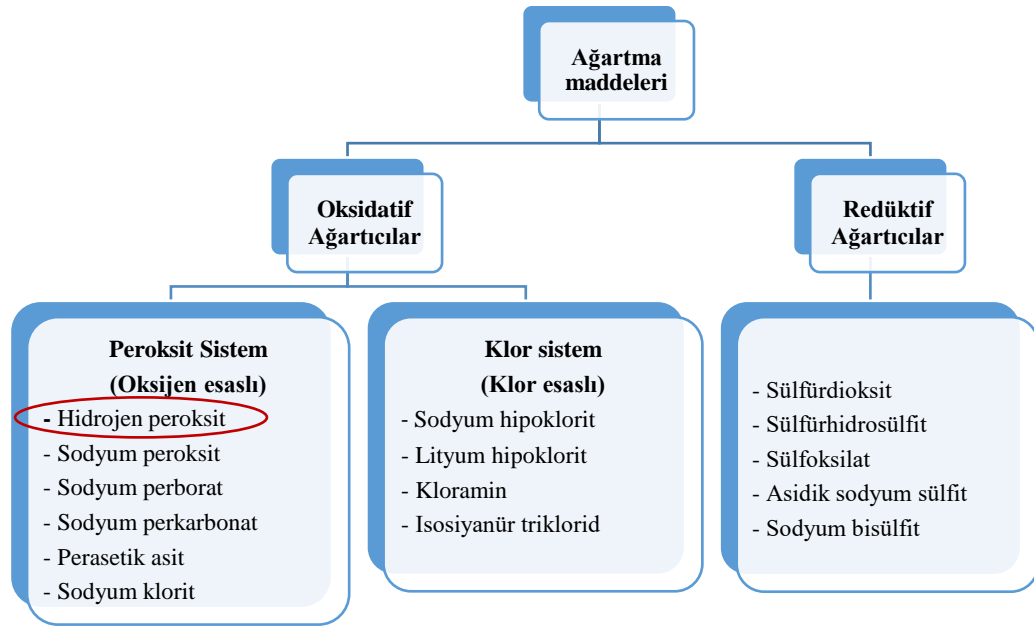 Ağartma
maddeleri
Oksidatif
Ağartıcılar
Redüktif
Ağartıcılar
Peroksit Sistem
(Oksijen esaslı)
- Hidrojen peroksit
- Sodyum peroksit
- Sodyum perborat
- Sodyum perkarbonat
- Perasetik asit
- Sodyum klorit
Klor sistem
(Klor esaslı)
- Sodyum hipoklorit
- Lityum hipoklorit
- Kloramin
- Isosiyanür triklorid
- Sülfürdioksit
- Sülfürhidrosülfit
- Sülfoksilat
- Asidik sodyum sülfit
- Sodyum bisülfit